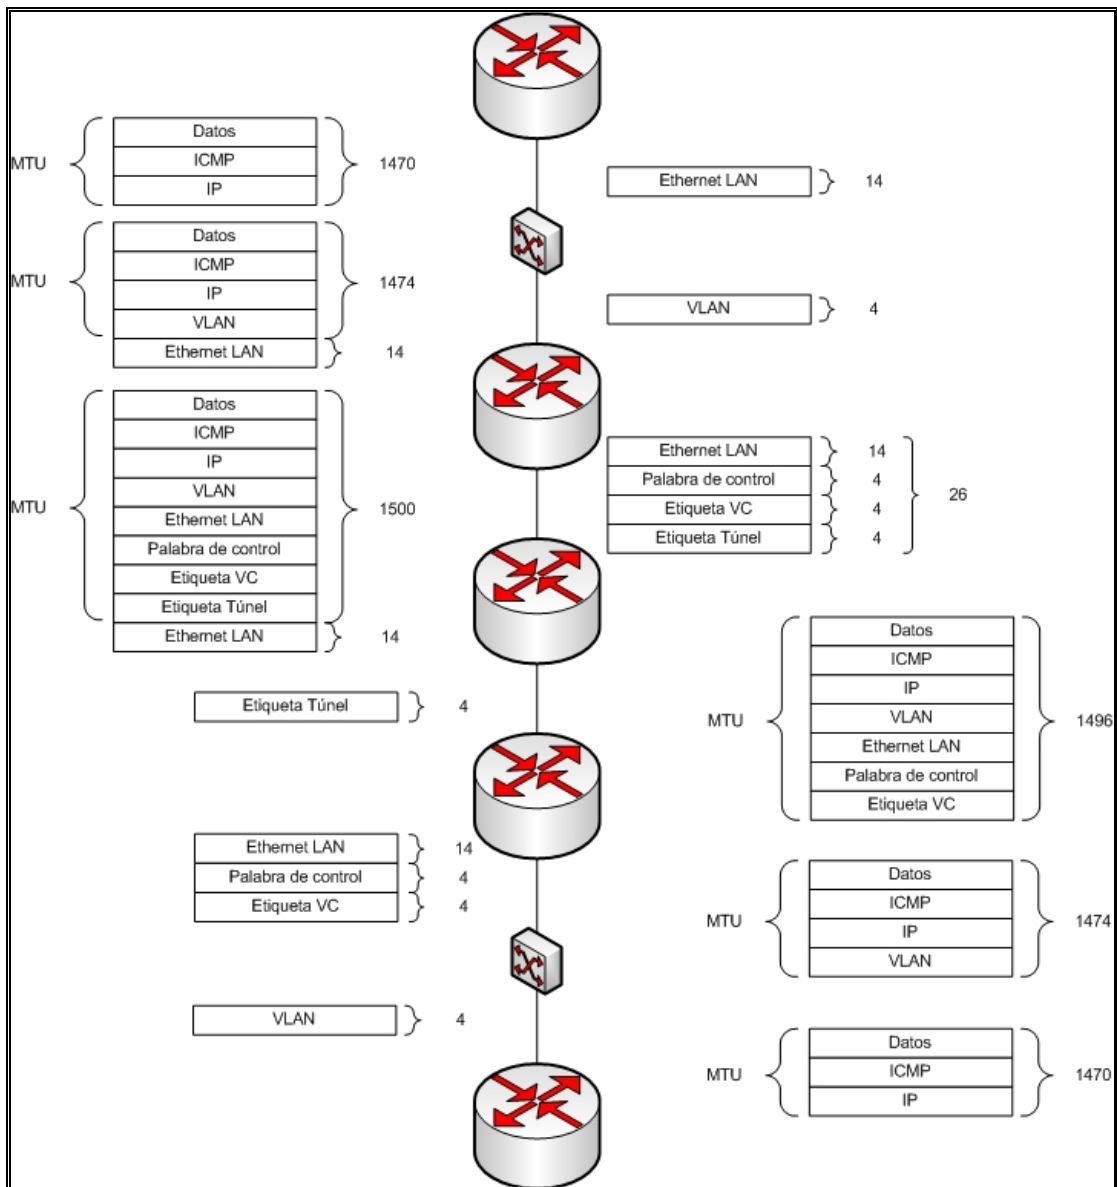 Datos
MTU
ICMP
1470
IP
Ethernet LAN
14
Datos
ICMP
MTU
1474
IP
VLAN
Ethernet LAN
14
VLAN
4
Datos
ICMP
IP
VLAN
MTU
1500
Ethernet LAN
Palabra de control
Etiqueta VC
Etiqueta Túnel
Ethernet LAN
14
Ethernet LAN
14
Palabra de control
4
26
Etiqueta VC
4
Etiqueta Túnel
4
Etiqueta Túnel
4
Datos
ICMP
IP
MTU
VLAN
1496
Ethernet LAN
Palabra de control
Etiqueta VC
Ethernet LAN
14
Palabra de control
4
Etiqueta VC
4
Datos
ICMP
MTU
1474
IP
VLAN
VLAN
4
Datos
MTU
ICMP
1470
IP